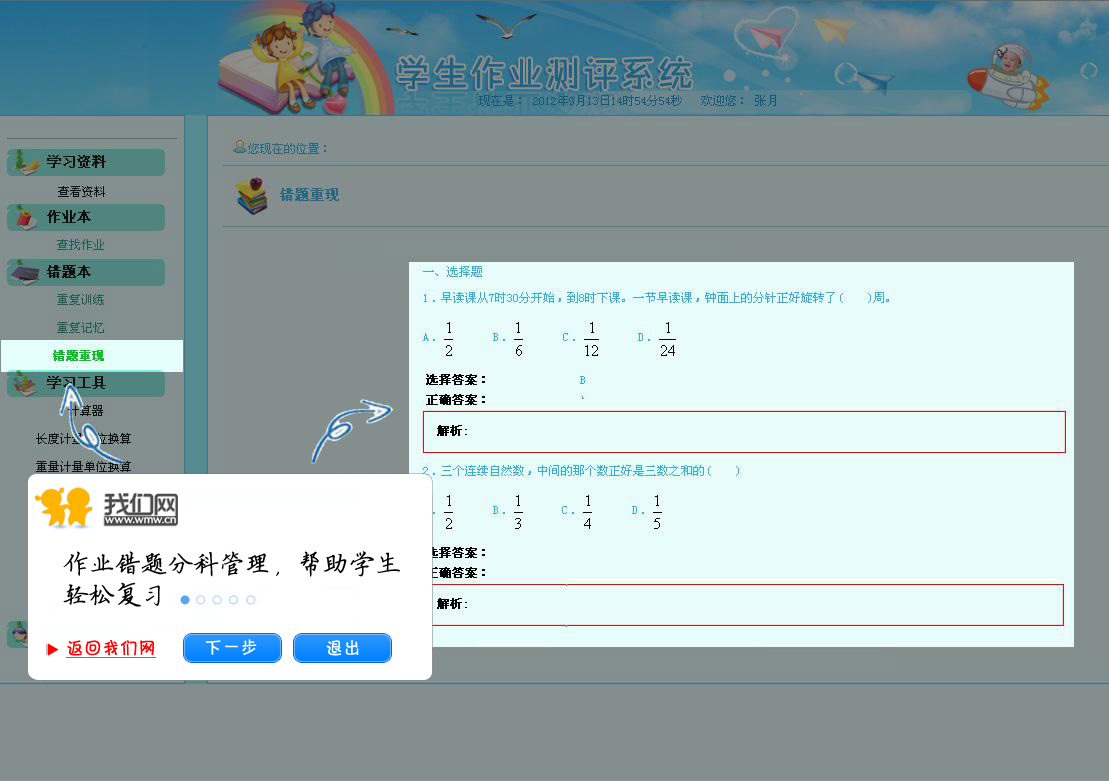 学生作业测评系统
现在是： 2012年9月13日14时54分54秒 欢迎您： 张月
学习资料
查看资料
作业本
查找作业
错题本
重复训练
重复记忆
错题重现
学习工具
计算器
长度计量单位换算
重量计量单位换算
您现在的位置：
错题重现
一、选择题
1．早读课从7时30分开始，到8时下课。一节早读课，钟面上的分针正好旋转了( )周。
A. 1/2 B. 1/6 C. 1/12 D. 1/24
选择答案： B
正确答案：
解析:
2．三个连续自然数，中间的那个数正好是三数之和的( )
1/2 B. 1/3 C. 1/4 D. 1/5
选择答案：
正确答案：
解析:
我们网
www.wmw.cn
作业错题分科管理，帮助学生
轻松复习
返回我们网 下一步 退出